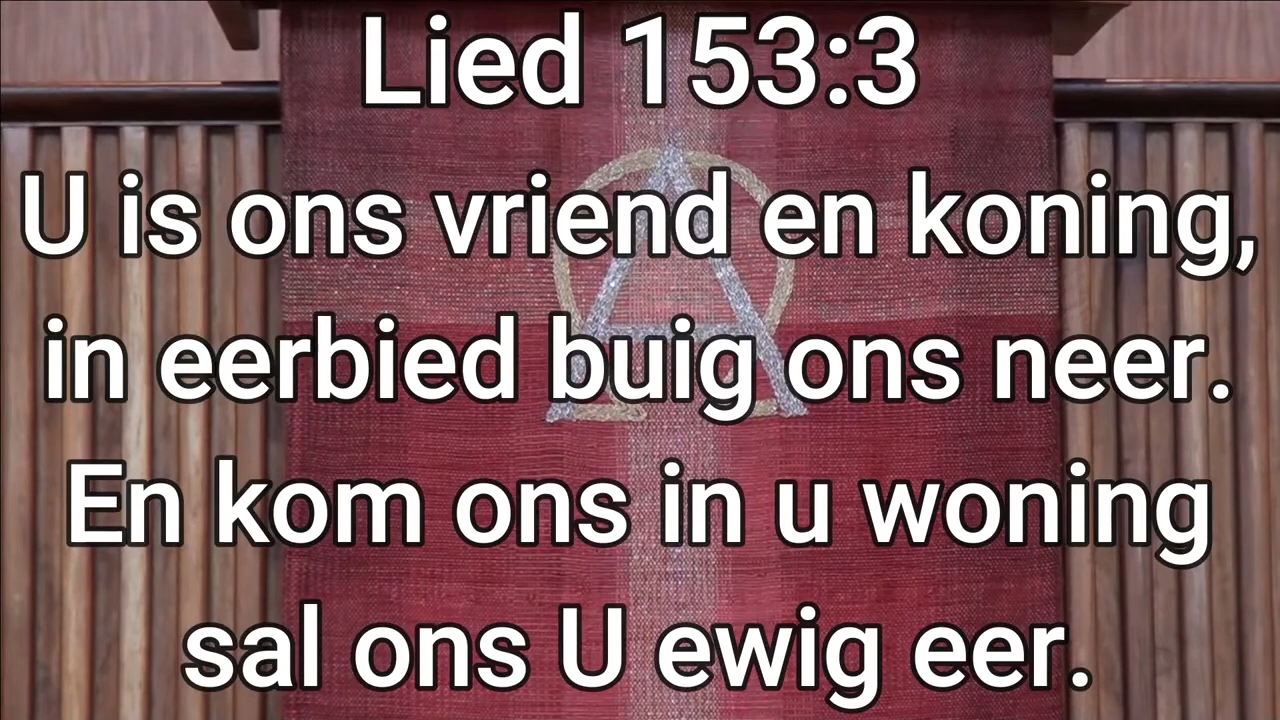 Lied 153:3
U is ons vriend en koning,
in eerbied buig ons neer.
En kom ons in u woning
sal ons U ewig eer.